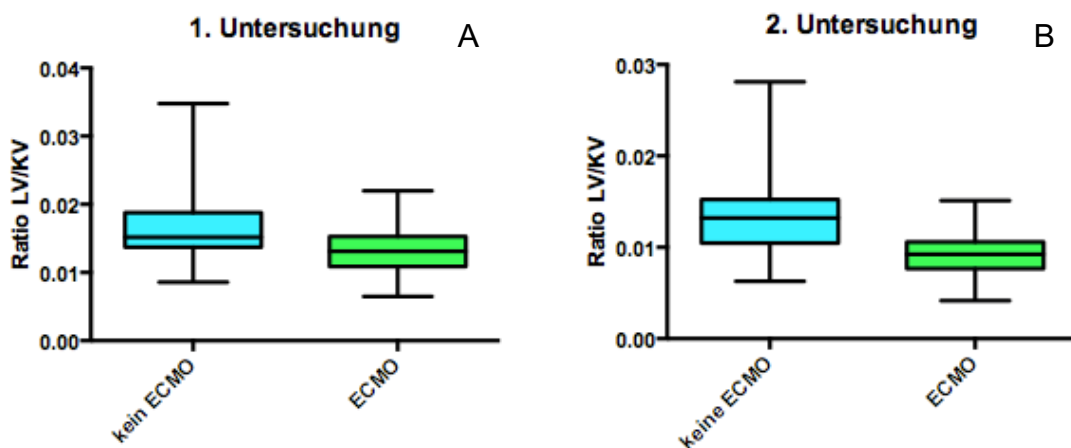 1. Untersuchung
A
Ratio LV/KV
0.04
0.03
0.02
0.01
0.00
kein ECMO
ECMO
2. Untersuchung
B
Ratio LV/KV
0.03
0.02
0.01
0.00
keine ECMO
ECMO